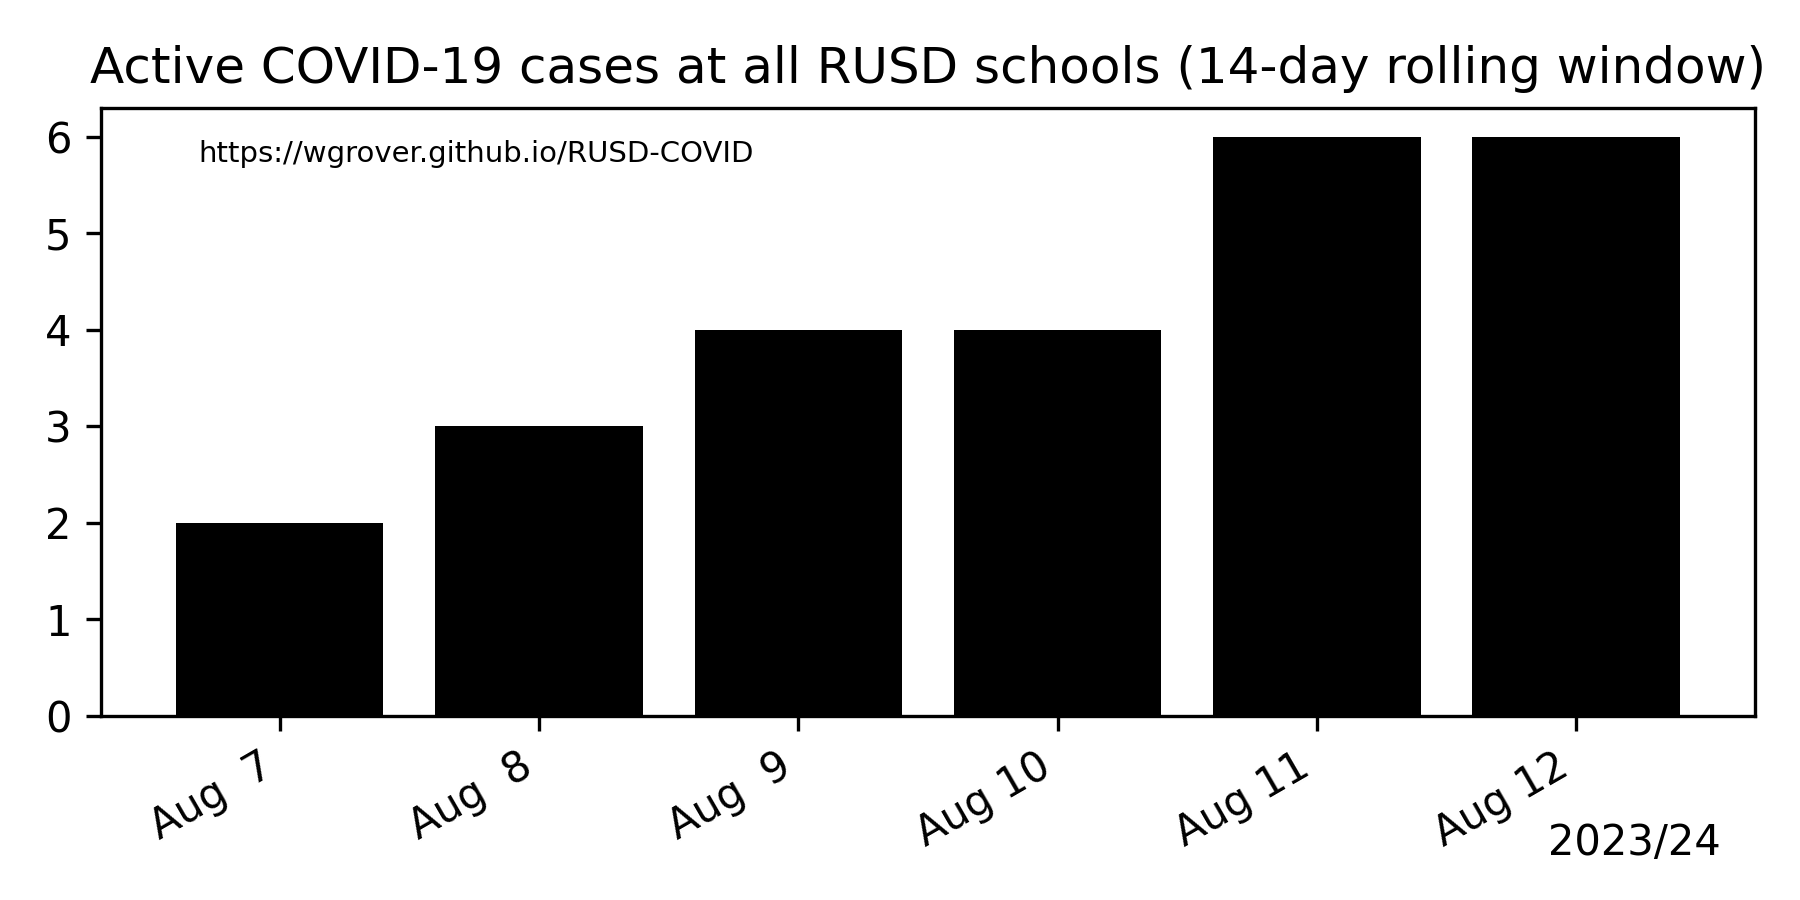 Active COVID-19 cases at all RUSD schools (14-day rolling window)
https://wgrover.github.io/RUSD-COVID
6
5
4
3
2
1
0
Aug 7
Aug 8
Aug 9
Aug 10
Aug 11
Aug 12
2023/24